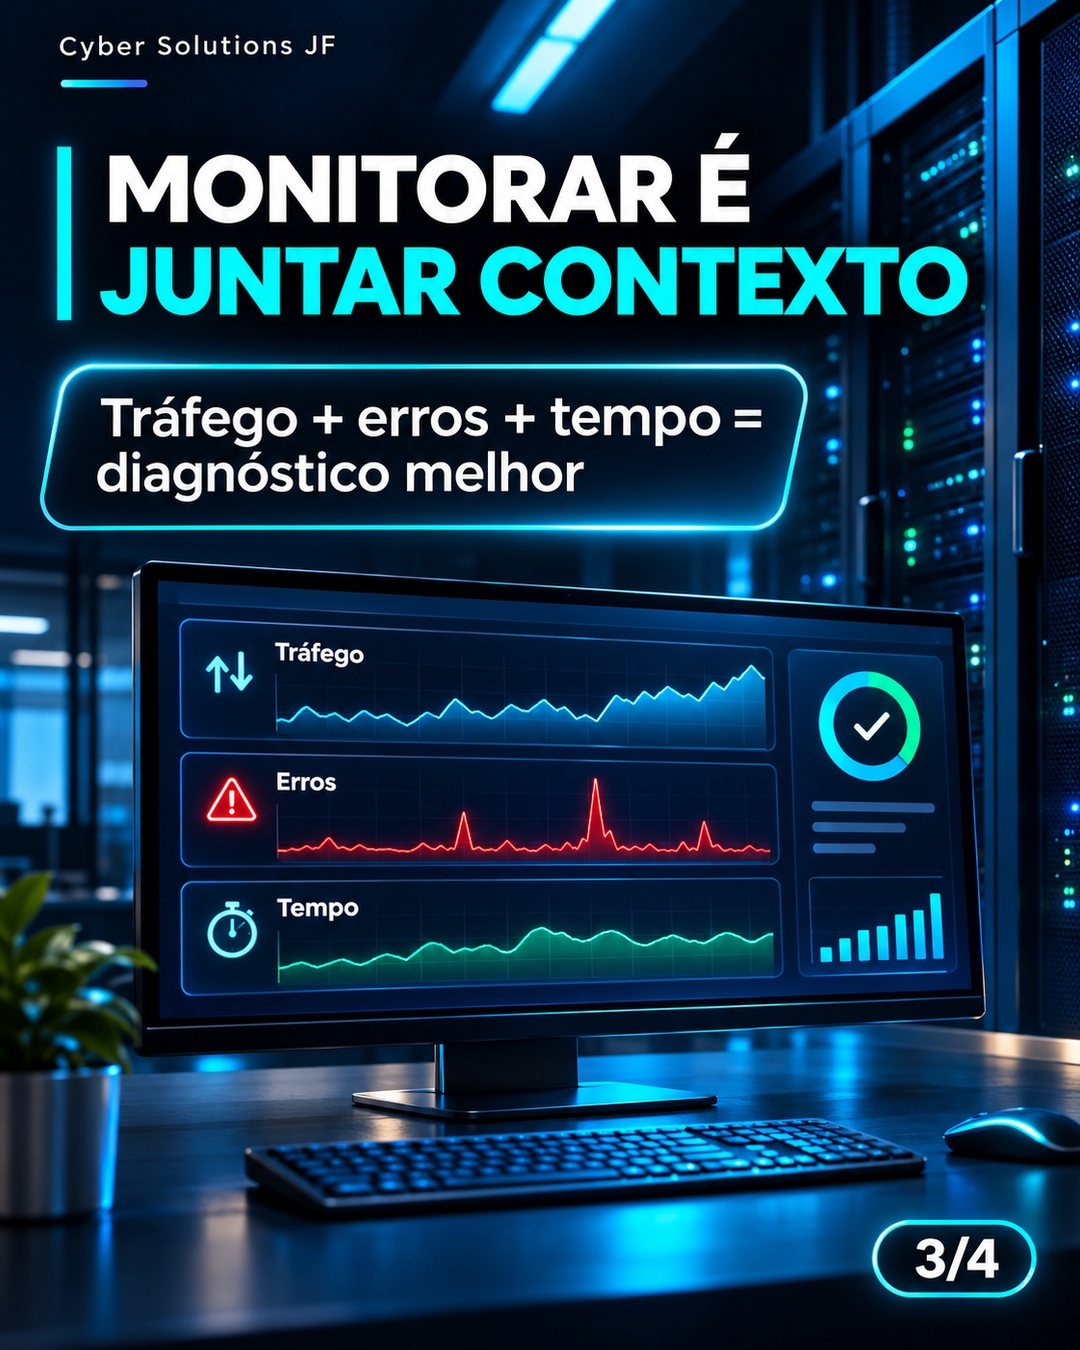 Cyber Solutions JF
MONITORAR É
JUNTAR CONTEXTO
Tráfego + erros + tempo =
diagnóstico melhor
Tráfego
Erros
Tempo
3/4